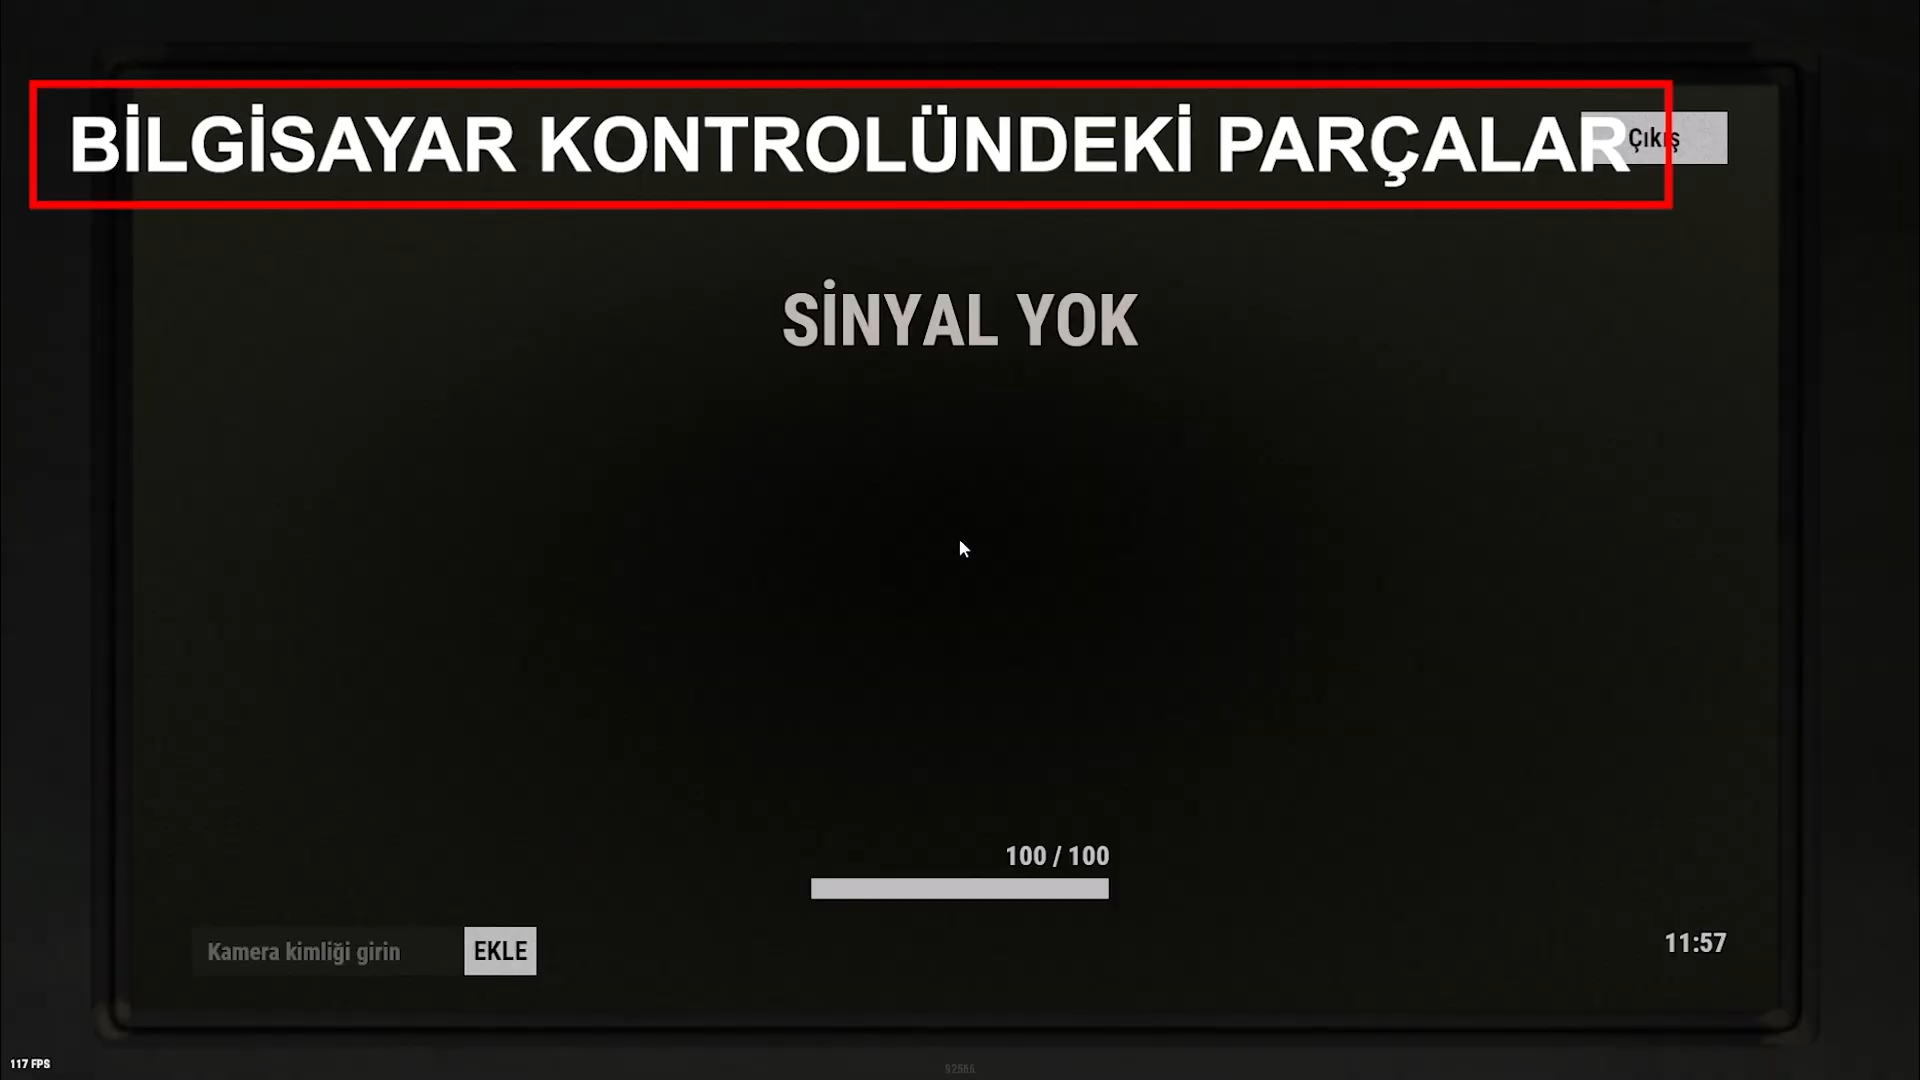 BİLGİSAYAR KONTROLÜNDEKİ PARÇALAR
Çıkış
SİNYAL YOK
100 / 100
Kamera kimliği girin
EKLE
11:57
117 FPS